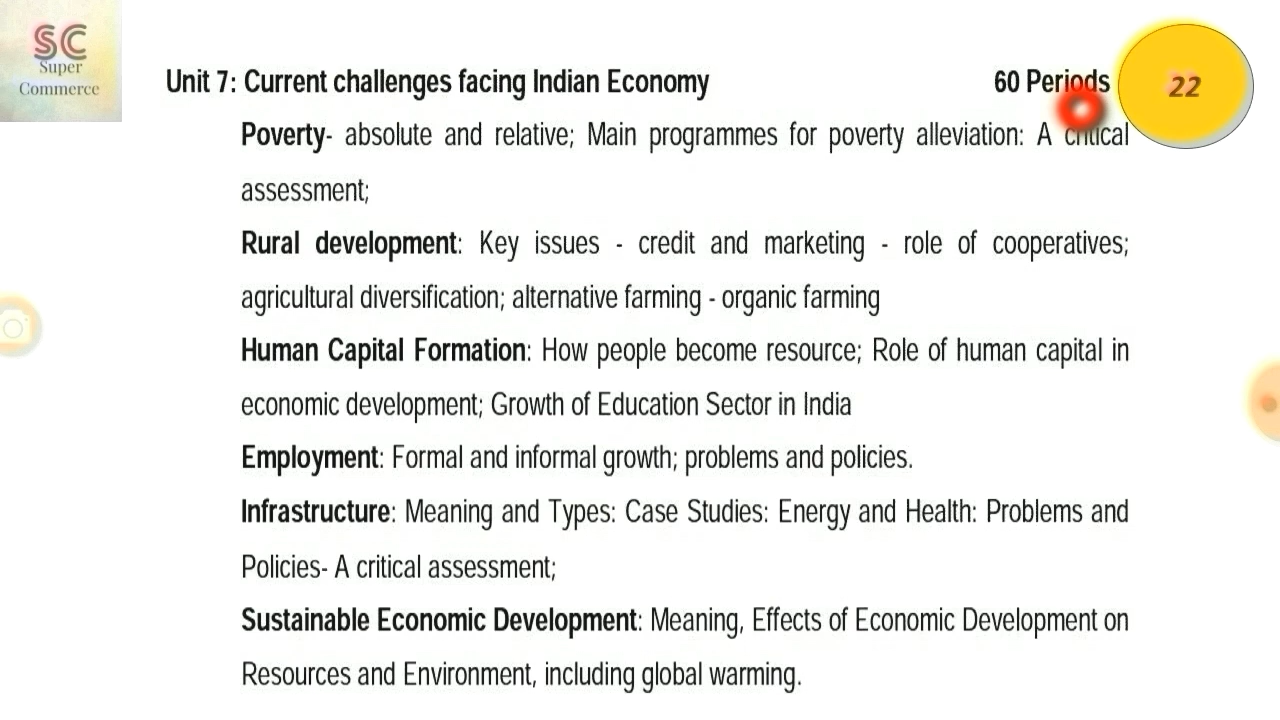 SC
Super
Commerce
Unit 7: Current challenges facing Indian Economy 60 Periods 22
Poverty- absolute and relative; Main programmes for poverty alleviation: A critical
assessment;
Rural development: Key issues - credit and marketing - role of cooperatives;
agricultural diversification; alternative farming - organic farming
Human Capital Formation: How people become resource; Role of human capital in
economic development; Growth of Education Sector in India
Employment: Formal and informal growth; problems and policies.
Infrastructure: Meaning and Types: Case Studies: Energy and Health: Problems and
Policies- A critical assessment;
Sustainable Economic Development: Meaning, Effects of Economic Development on
Resources and Environment, including global warming.